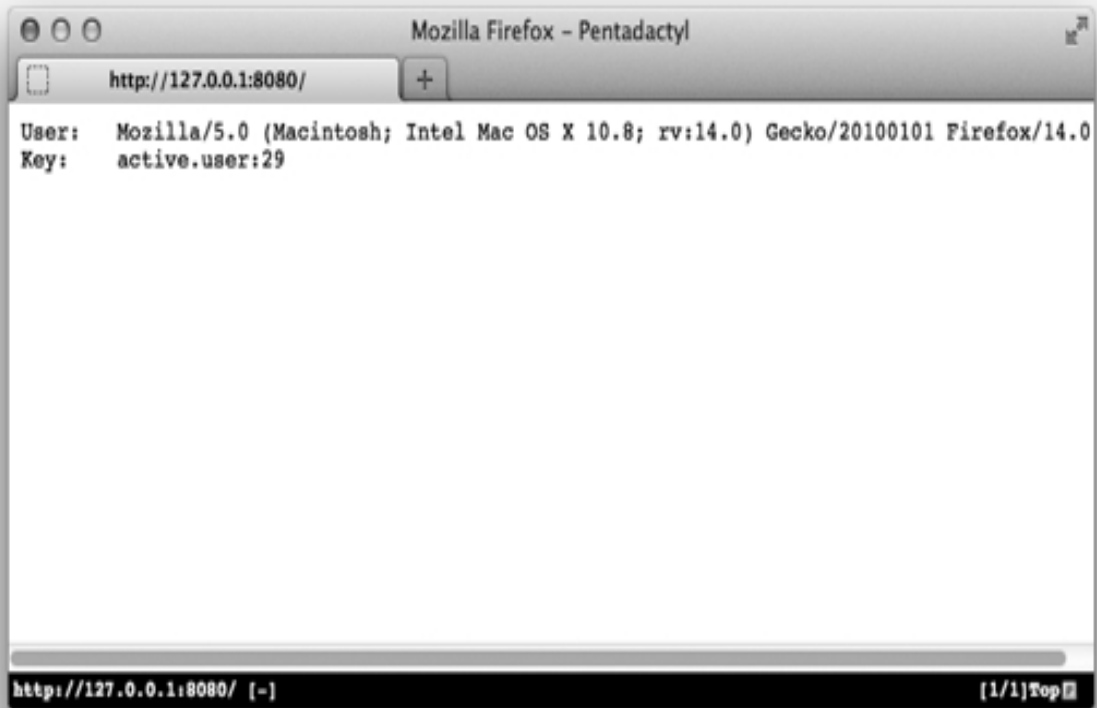 Mozilla Firefox – Pentadactyl
http://127.0.0.1:8080/
User: Mozilla/5.0 (Macintosh; Intel Mac OS X 10.8; rv:14.0) Gecko/20100101 Firefox/14.0
Key: active.user:29
http://127.0.0.1:8080/ [-] [1/1]Top